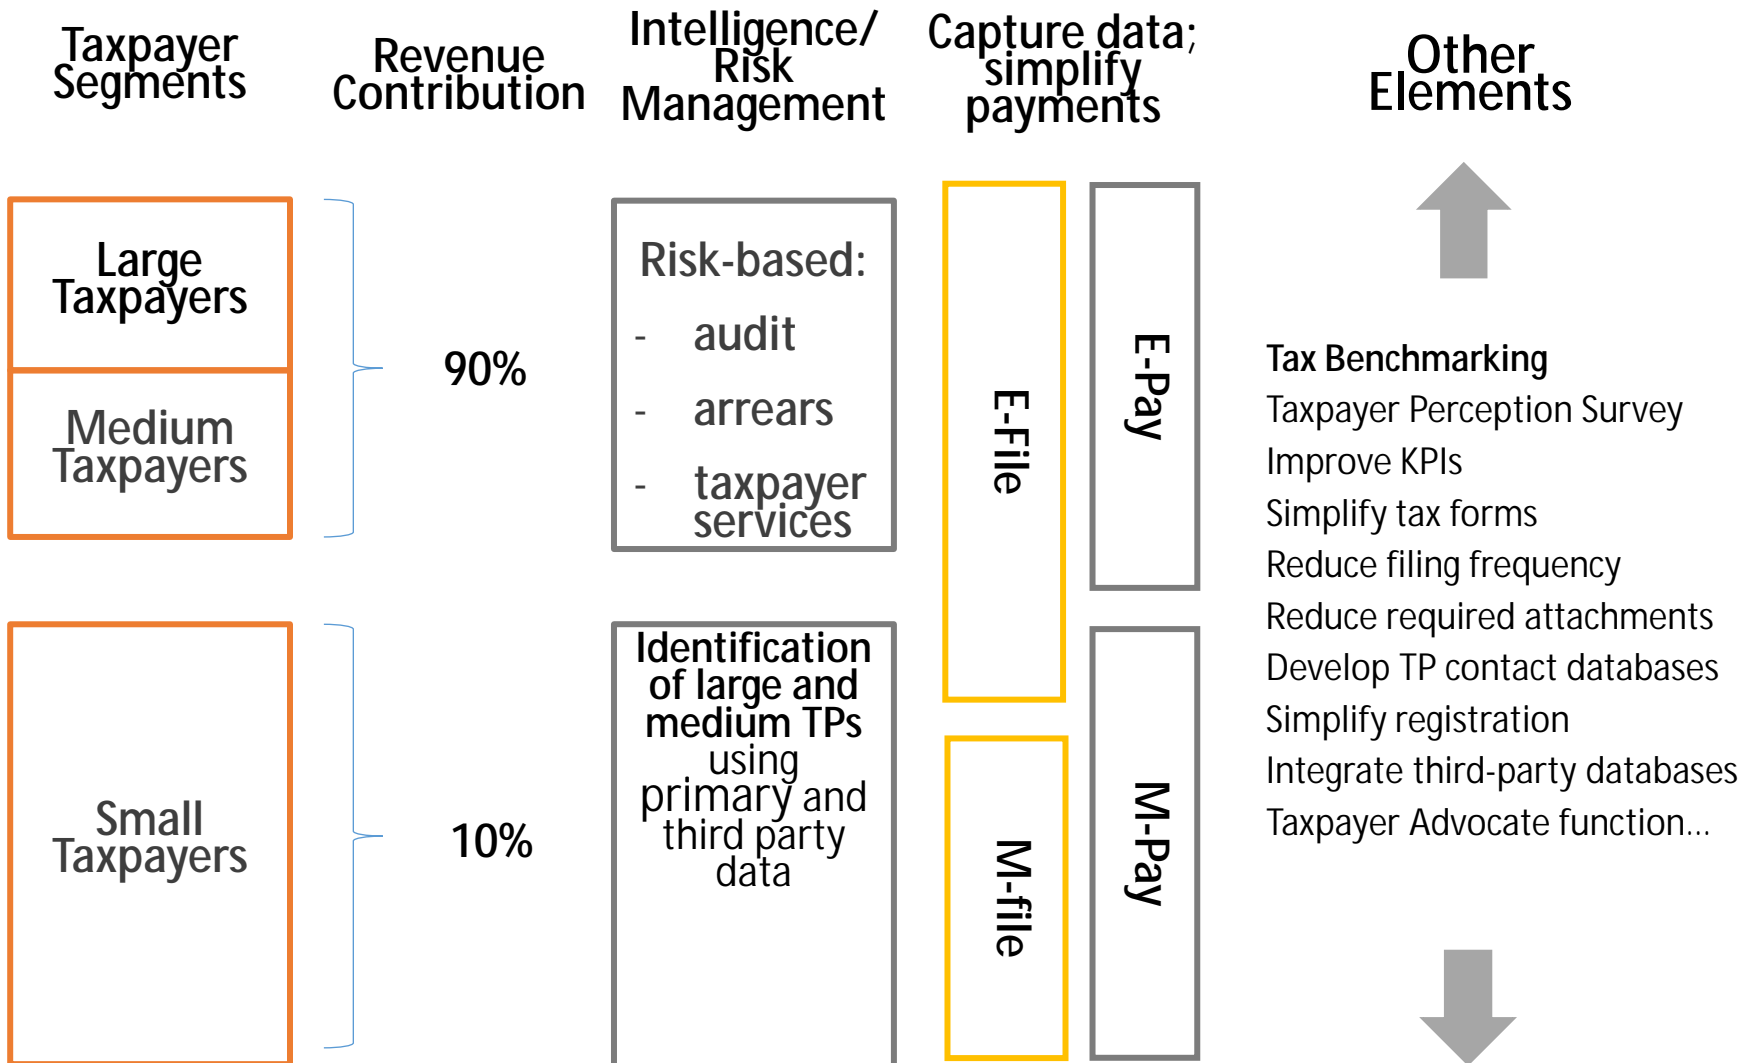 Taxpayer
Segments
Revenue
Contribution
Intelligence/
Risk
Management
Capture data;
simplify
payments
Other
Elements
Large
Taxpayers
Medium
Taxpayers
90%
Risk-based:
- audit
- arrears
- taxpayer
services
E-File
E-Pay
Small
Taxpayers
10%
Identification
of large and
medium TPs
using
primary and
third party
data
M-file
M-Pay
Tax Benchmarking
Taxpayer Perception Survey
Improve KPIs
Simplify tax forms
Reduce filing frequency
Reduce required attachments
Develop TP contact databases
Simplify registration
Integrate third-party databases
Taxpayer Advocate function...